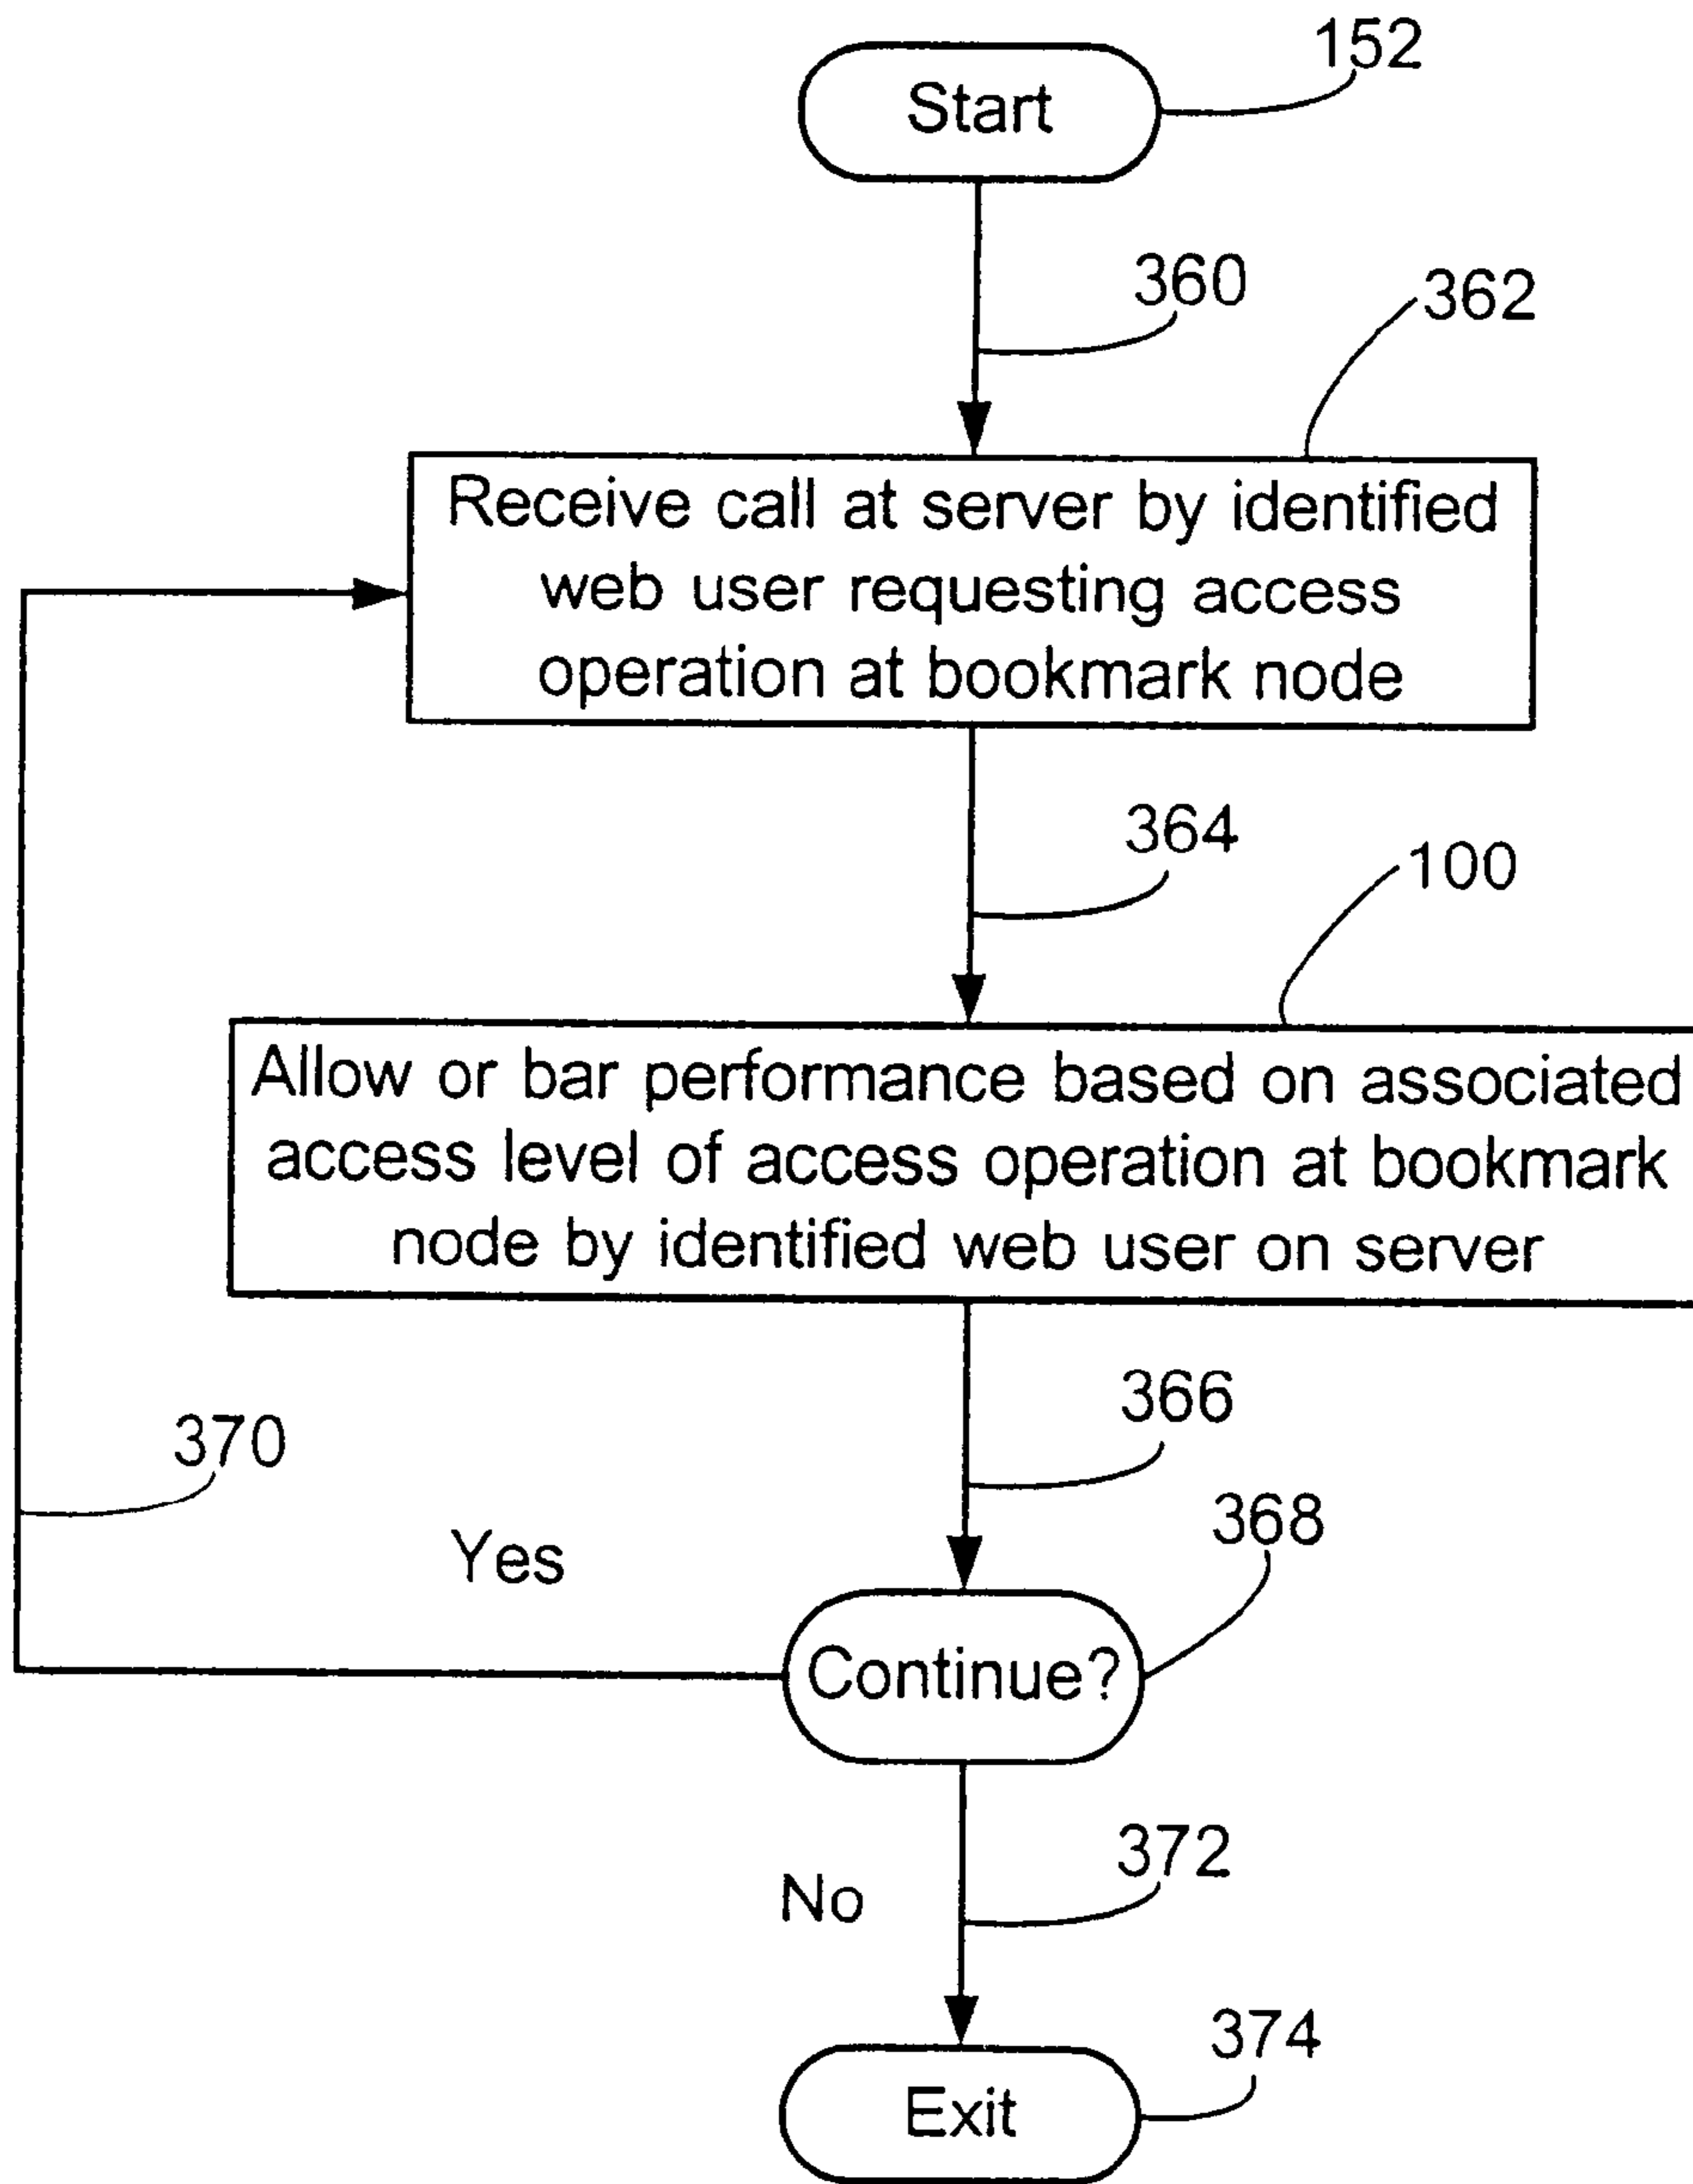 152
Start
360
362
Receive call at server by identified
web user requesting access
operation at bookmark node
364
100
Allow or bar performance based on associated
access level of access operation at bookmark
node by identified web user on server
366
370
368
Yes
Continue?
372
No
374
Exit